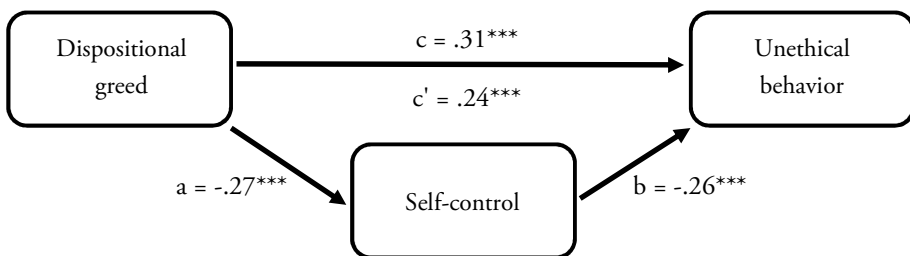 Dispositional
greed
c = .31***
c' = .24***
Unethical
behavior
a = -.27***
Self-control
b = -.26***